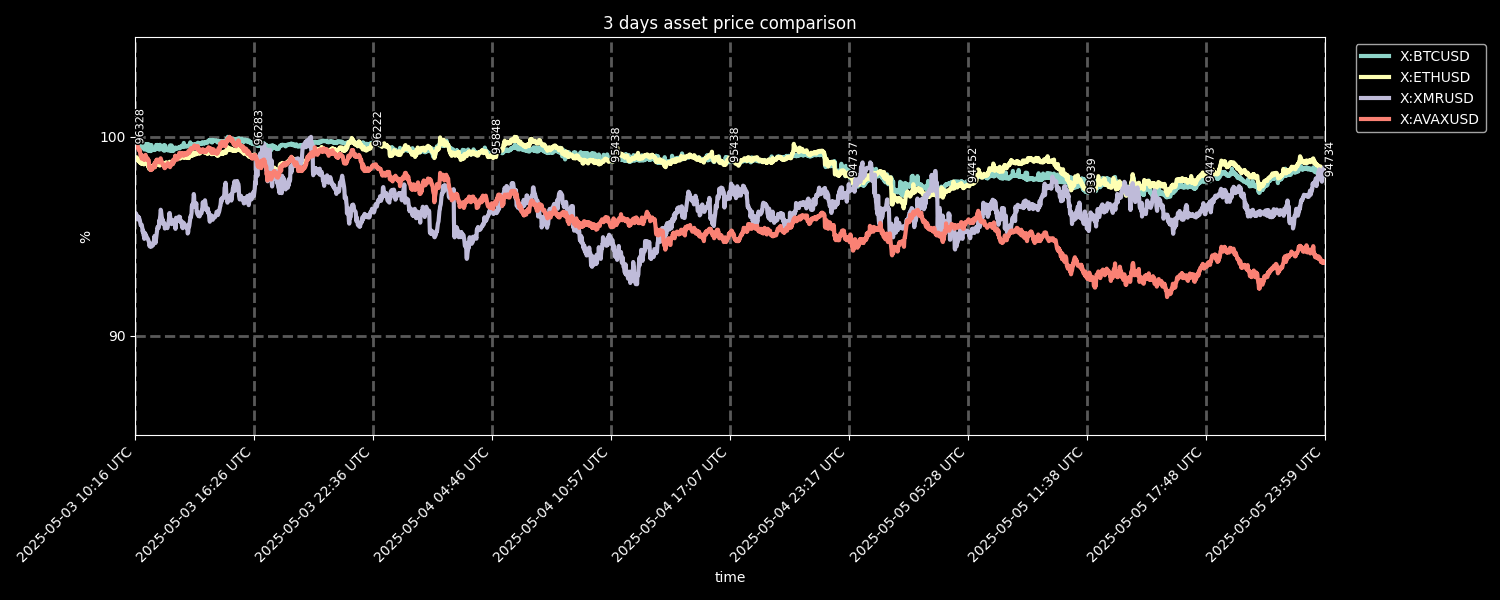 3 days asset price comparison
X:BTCUSD
X:ETHUSD
X:XMRUSD
X:AVAXUSD
100
90
%
96328
96283
96222
95848
95438
95438
94737
94452
93939
94473
94734
2025-05-03 10:16 UTC
2025-05-03 16:26 UTC
2025-05-03 22:36 UTC
2025-05-04 04:46 UTC
2025-05-04 10:57 UTC
2025-05-04 17:07 UTC
2025-05-04 23:17 UTC
2025-05-05 05:28 UTC
2025-05-05 11:38 UTC
2025-05-05 17:48 UTC
2025-05-05 23:59 UTC
time